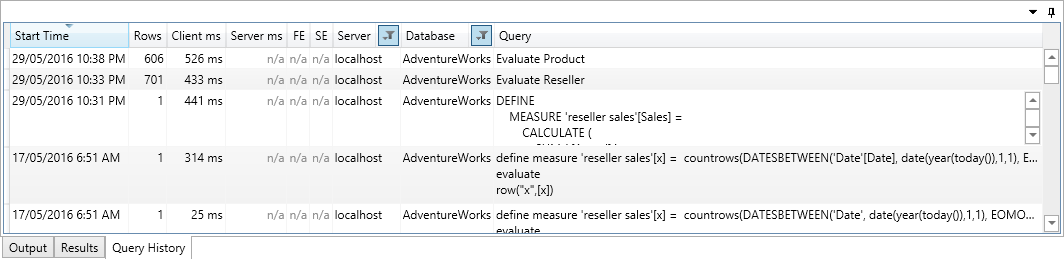 Start Time Rows Client ms Server ms FE SE Server Database Query
29/05/2016 10:38 PM 606 526 ms n/a n/a n/a localhost AdventureWorks Evaluate Product
29/05/2016 10:33 PM 701 433 ms n/a n/a n/a localhost AdventureWorks Evaluate Reseller
29/05/2016 10:31 PM 1 441 ms n/a n/a n/a localhost AdventureWorks DEFINE
MEASURE 'reseller sales'[Sales] =
CALCULATE (
17/05/2016 6:51 AM 1 314 ms n/a n/a n/a localhost AdventureWorks define measure 'reseller sales'[x] = countrows(DATESBETWEEN('Date'[Date], date(year(today()),1,1), E...
evaluate
row("x",[x])
17/05/2016 6:51 AM 1 25 ms n/a n/a n/a localhost AdventureWorks define measure 'reseller sales'[x] = countrows(DATESBETWEEN('Date', date(year(today()),1,1), EOMO...
evaluate
Output Results Query History